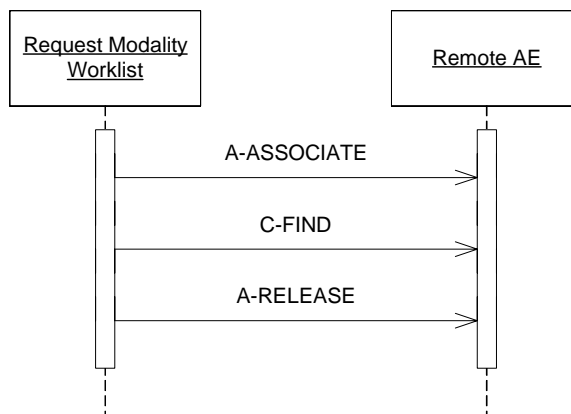 Request Modality
Worklist
Remote AE
A-ASSOCIATE
C-FIND
A-RELEASE